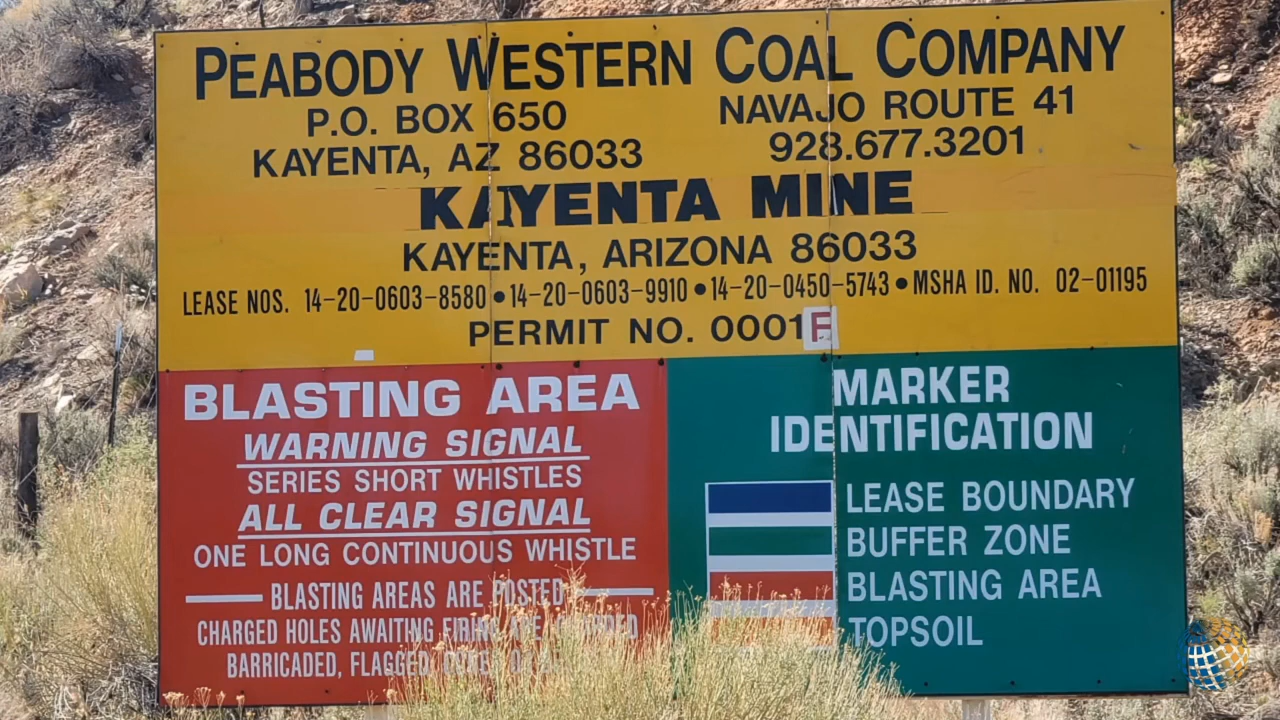 PEABODY WESTERN COAL COMPANY
P.O. BOX 650
KAYENTA, AZ 86033
NAVAJO ROUTE 41
928.677.3201
KAYENTA MINE
KAYENTA, ARIZONA 86033
LEASE NOS. 14-20-0603-8580 • 14-20-0603-9910 • 14-20-0450-5743 • MSHA ID. NO. 02-01195
PERMIT NO. 0001F
BLASTING AREA
WARNING SIGNAL
SERIES SHORT WHISTLES
ALL CLEAR SIGNAL
ONE LONG CONTINUOUS WHISTLE
BLASTING AREAS ARE POSTED
CHARGED HOLES AWAITING FIRING ARE
BARRICADED, FLAGGED
MARKER
IDENTIFICATION
LEASE BOUNDARY
BUFFER ZONE
BLASTING AREA
TOPSOIL